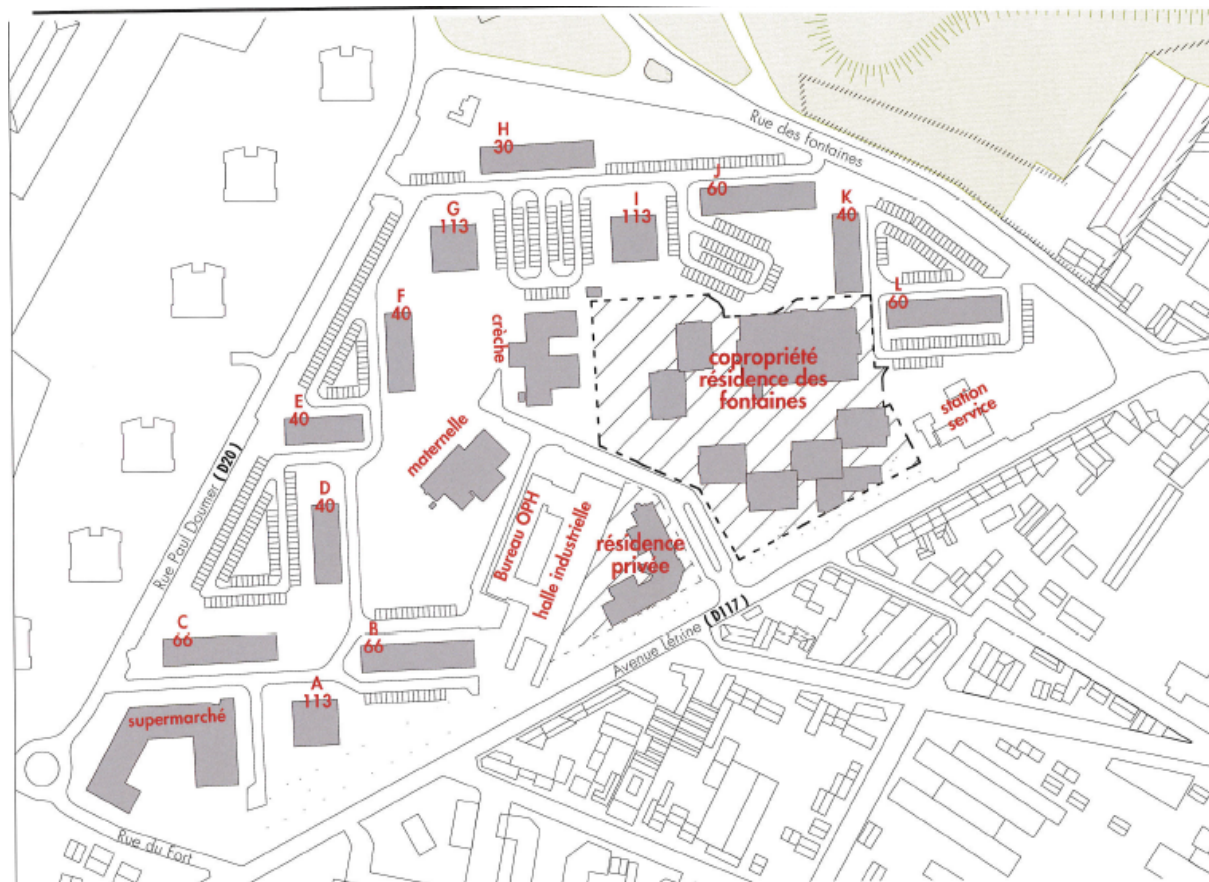 Rue des fontaines
H
30
J
60
G
113
I
113
K
40
L
60
F
40
crèche
copropriété
résidence des
fontaines
station
service
E
40
maternelle
Rue Paul Doumer (D20)
D
40
Bureau OPH
halle industrielle
résidence
privée
C
66
B
66
Avenue Létrine (D117)
A
113
supermarché
Rue du Fort